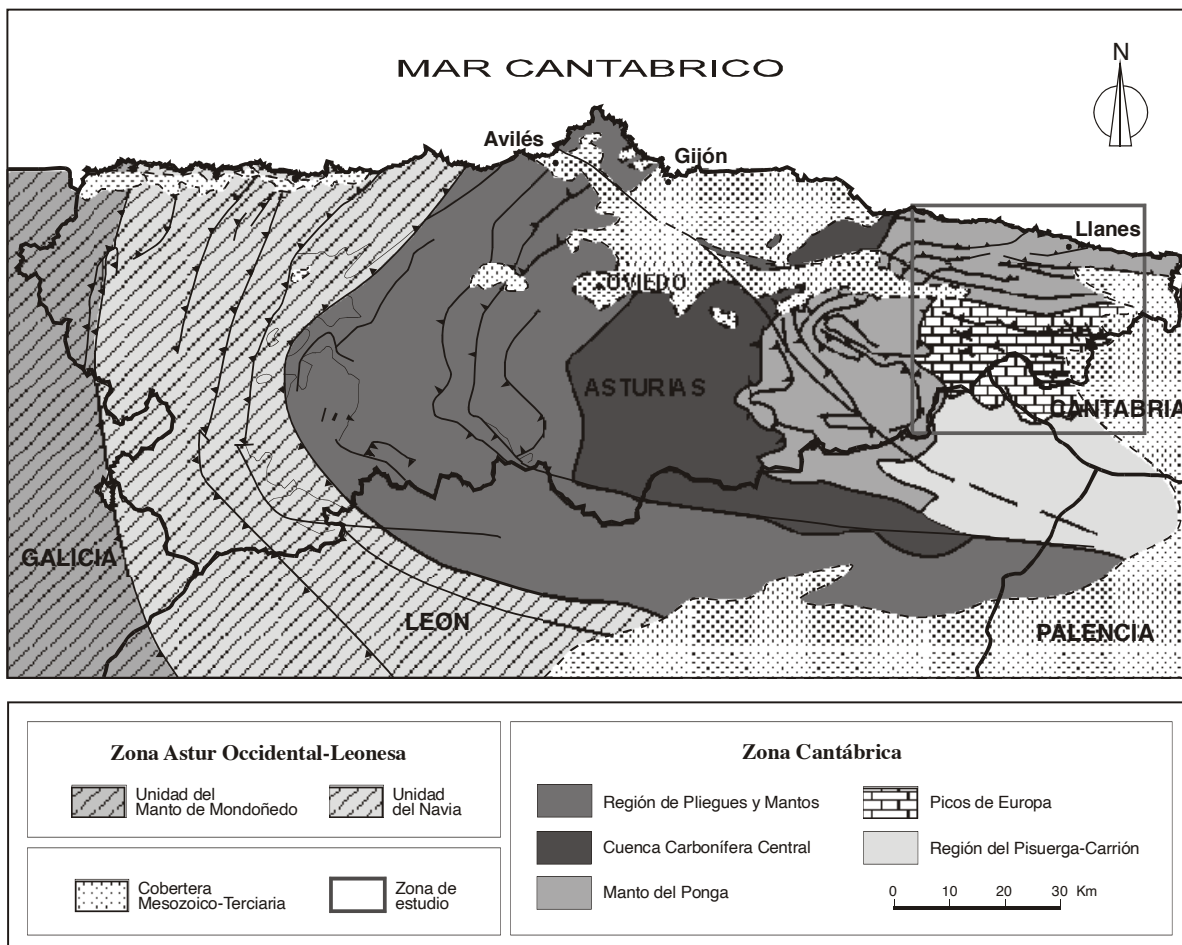 MAR CANTABRICO
N
Avilés
Gijón
Llanes
OVIEDO
ASTURIAS
CANTABRIA
GALICIA
LEON
PALENCIA
Zona Astur Occidental-Leonesa
Unidad del
Manto de Mondoñedo
Unidad
del Navia
Cobertera
Mesozoico-Terciaria
Zona de
estudio
Zona Cantábrica
Región de Pliegues y Mantos
Cuenca Carbonífera Central
Manto del Ponga
Picos de Europa
Región del Pisuerga-Carrión
0 10 20 30 Km